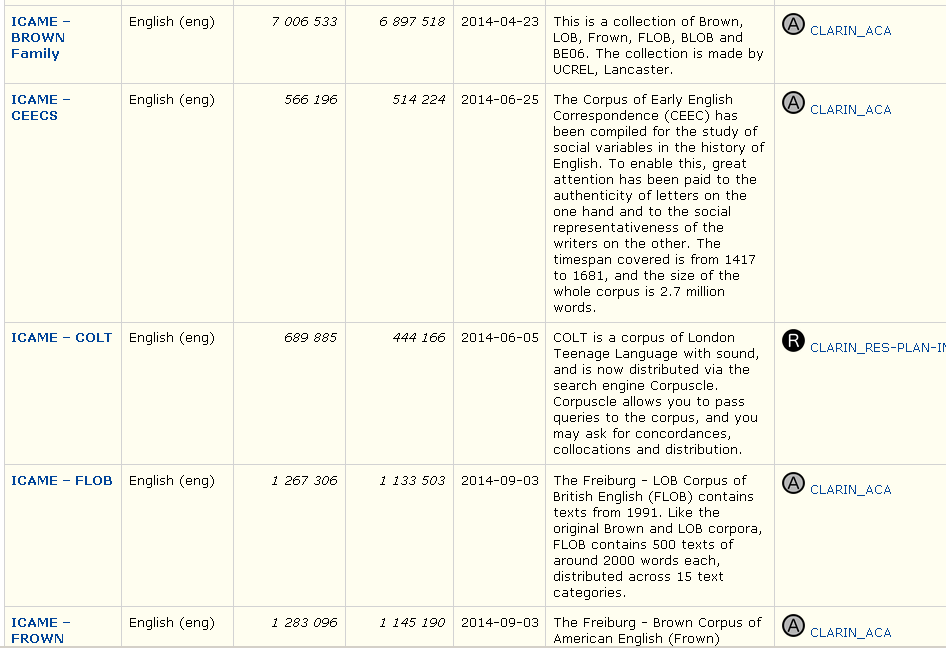 ICAME – BROWN Family
English (eng)
7 006 533
6 897 518
2014-04-23
This is a collection of Brown,
LOB, Frown, FLOB, BLOB and
BE06. The collection is made by
UCREL, Lancaster.
A CLARIN_ACA
ICAME – CEECS
English (eng)
566 196
514 224
2014-06-25
The Corpus of Early English
Correspondence (CEEC) has
been compiled for the study of
social variables in the history of
English. To enable this, great
attention has been paid to the
authenticity of letters on the
one hand and to the social
representativeness of the
writers on the other. The
timespan covered is from 1417
to 1681, and the size of the
whole corpus is 2.7 million
words.
A CLARIN_ACA
ICAME – COLT
English (eng)
689 885
444 166
2014-06-05
COLT is a corpus of London
Teenage Language with sound,
and is now distributed via the
search engine Corpuscle.
Corpuscle allows you to pass
queries to the corpus, and you
may ask for concordances,
collocations and distribution.
R CLARIN_RES-PLAN-IN
ICAME – FLOB
English (eng)
1 267 306
1 133 503
2014-09-03
The Freiburg - LOB Corpus of
British English (FLOB) contains
texts from 1991. Like the
original Brown and LOB corpora,
FLOB contains 500 texts of
around 2000 words each,
distributed across 15 text
categories.
A CLARIN_ACA
ICAME – FROWN
English (eng)
1 283 096
1 145 190
2014-09-03
The Freiburg - Brown Corpus of
American English (Frown)
A CLARIN_ACA